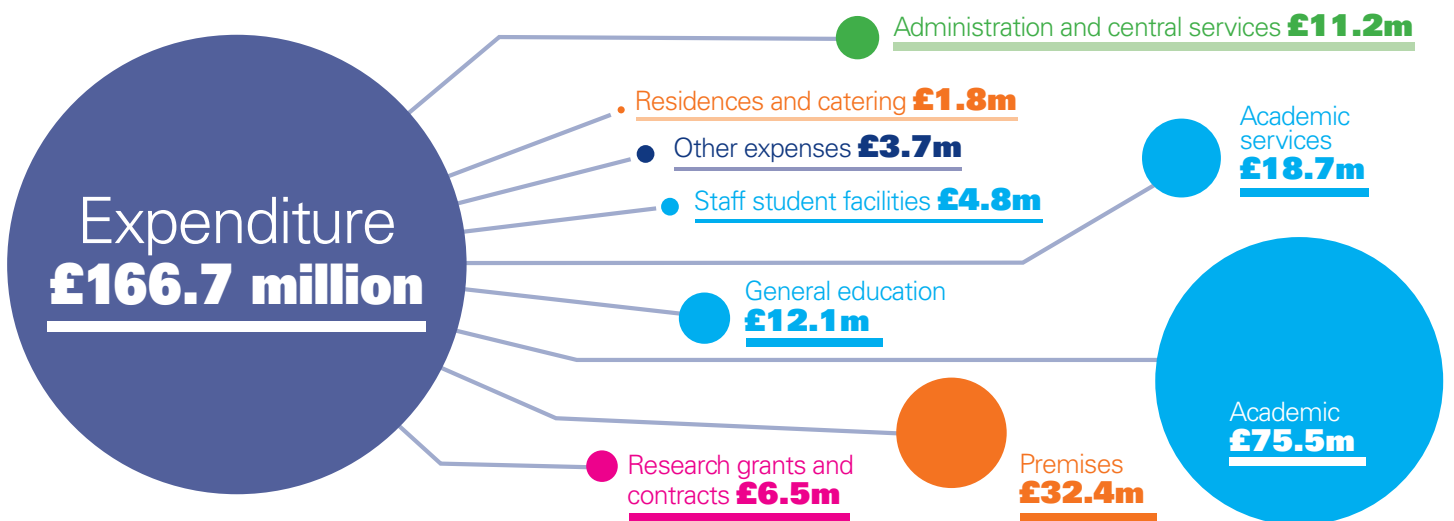 Expenditure
£166.7 million
Administration and central services £11.2m
Residences and catering £1.8m
Other expenses £3.7m
Staff student facilities £4.8m
Academic
services
£18.7m
General education
£12.1m
Academic
£75.5m
Premises
£32.4m
Research grants and
contracts £6.5m